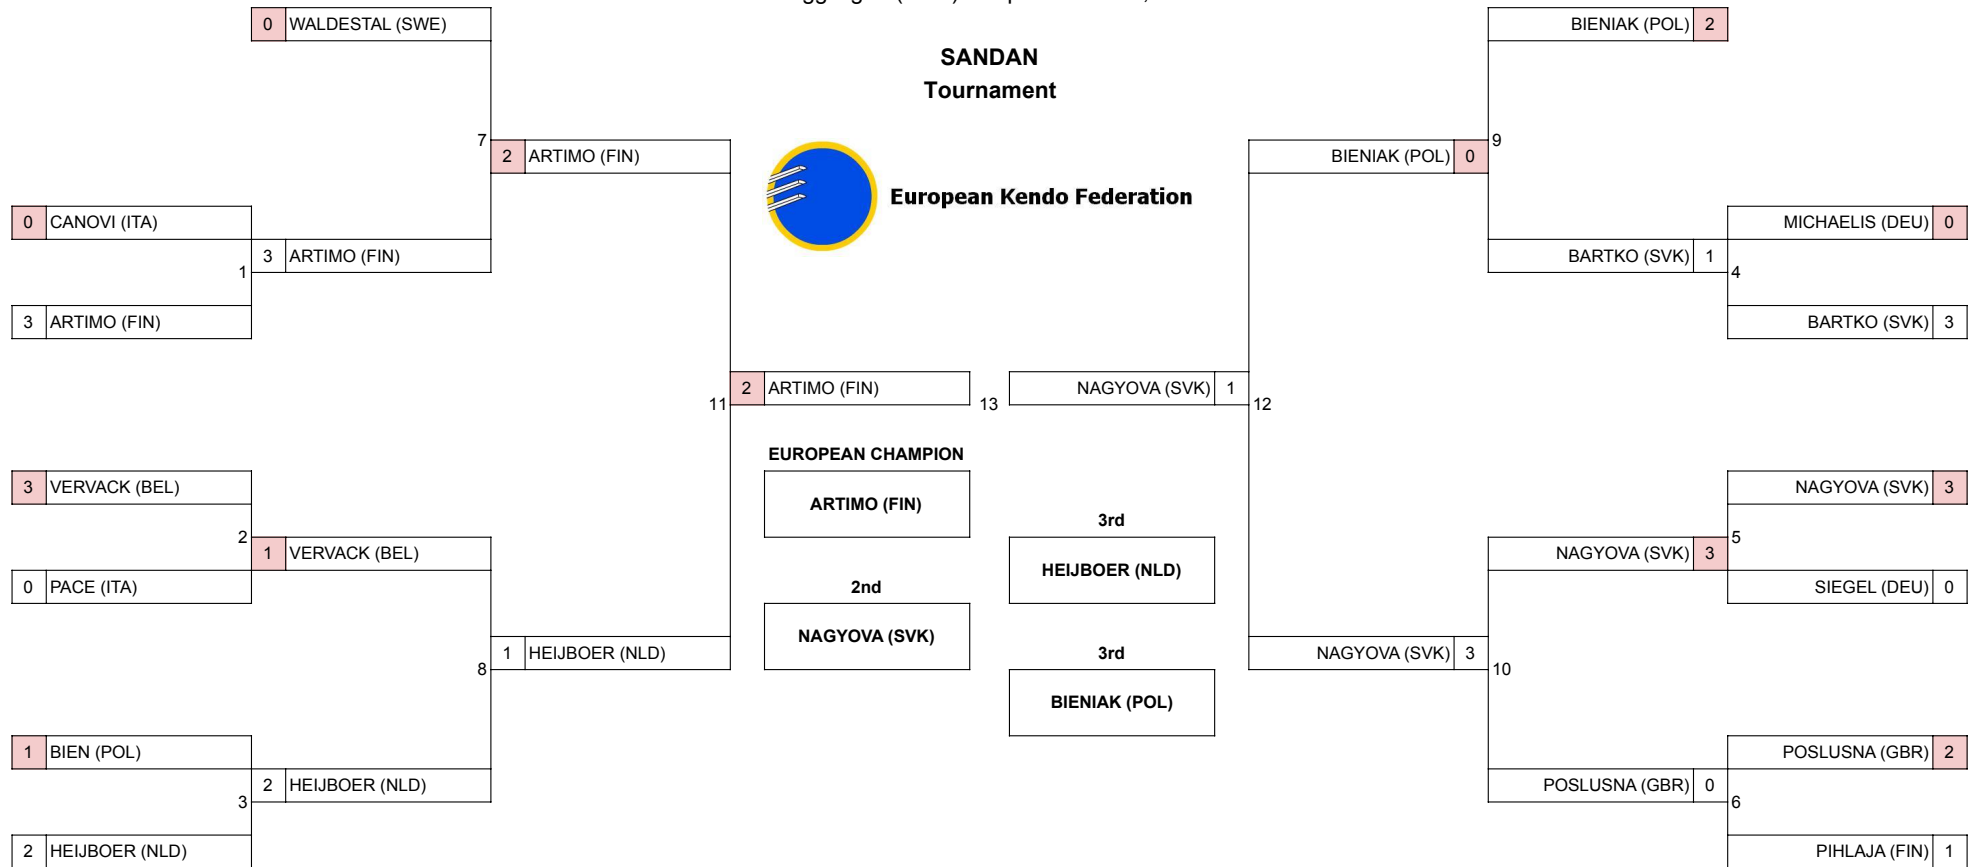 0 WALDESTAL (SWE)
BIENIAK (POL) 2
SANDAN
Tournament
7
9
2 ARTIMO (FIN)
BIENIAK (POL) 0
European Kendo Federation
0 CANOVI (ITA)
MICHAELIS (DEU) 0
3 ARTIMO (FIN)
BARTKO (SVK) 1
1
4
3 ARTIMO (FIN)
BARTKO (SVK) 3
2 ARTIMO (FIN)
NAGYOVA (SVK) 1
11
13
12
EUROPEAN CHAMPION
3 VERVACK (BEL)
NAGYOVA (SVK) 3
ARTIMO (FIN)
3rd
2
5
1 VERVACK (BEL)
NAGYOVA (SVK) 3
HEIJBOER (NLD)
0 PACE (ITA)
2nd
SIEGEL (DEU) 0
NAGYOVA (SVK)
1 HEIJBOER (NLD)
3rd
NAGYOVA (SVK) 3
8
10
BIENIAK (POL)
1 BIEN (POL)
POSLUSNA (GBR) 2
2 HEIJBOER (NLD)
POSLUSNA (GBR) 0
3
6
2 HEIJBOER (NLD)
PIHLAJA (FIN) 1